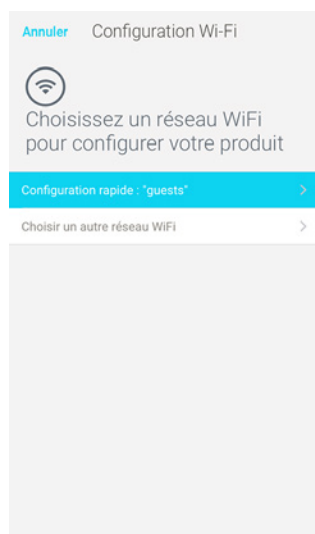 Annuler Configuration Wi-Fi
Choisissez un réseau WiFi
pour configurer votre produit
Configuration rapide : "guests"
Choisir un autre réseau WiFi